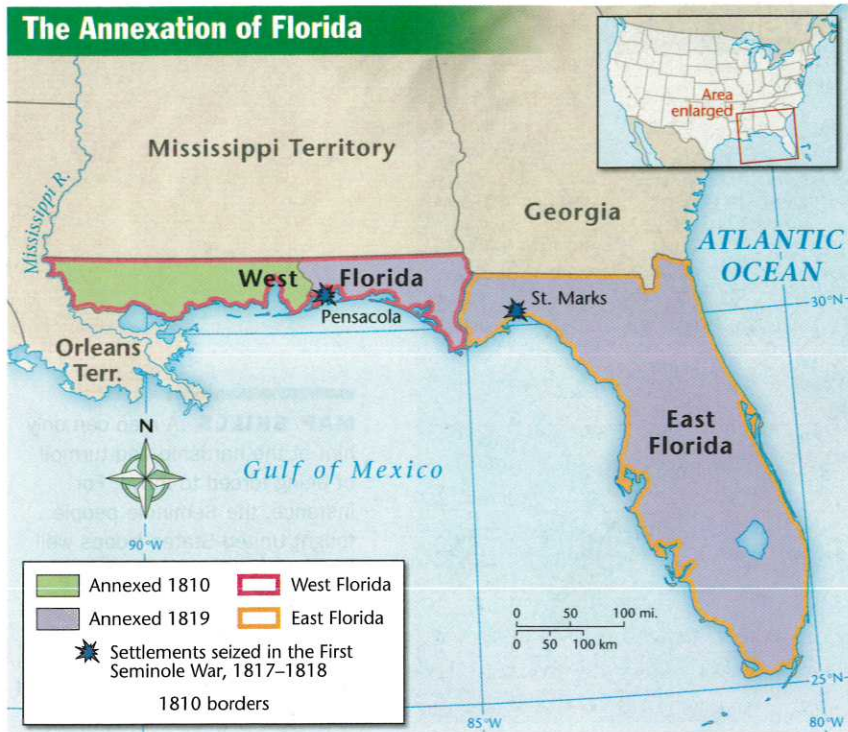 The Annexation of Florida
Area
enlarged
Mississippi Territory
Mississippi R.
Georgia
ATLANTIC
OCEAN
West Florida
Pensacola
St. Marks
30°N
Orleans
Terr.
East
Florida
N
Gulf of Mexico
90°W
Annexed 1810
West Florida
Annexed 1819
East Florida
Settlements seized in the First
Seminole War, 1817–1818
1810 borders
0 50 100 mi.
0 50 100 km
25°N
85°W
80°W
MAP SKILLS